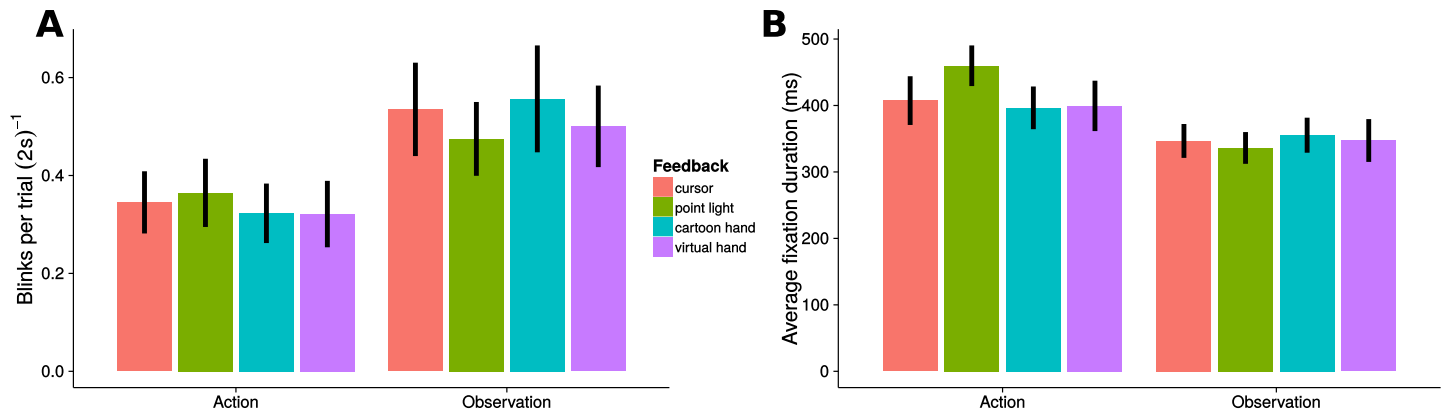 A
Blinks per trial (2s)⁻¹
0.6
0.4
0.2
0.0
Action
Observation
Feedback
cursor
point light
cartoon hand
virtual hand
B
Average fixation duration (ms)
500
400
300
200
100
0
Action
Observation